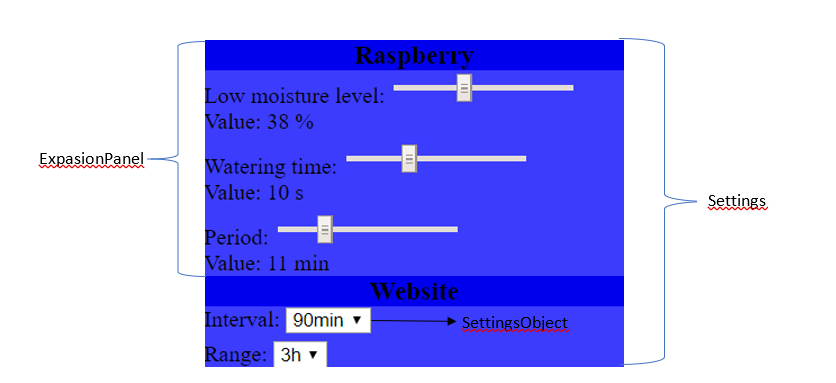 Raspberry
Low moisture level:
Value: 38 %
ExpasionPanel
Watering time:
Value: 10 s
Settings
Period:
Value: 11 min
Website
Interval: 90min
SettingsObject
Range: 3h